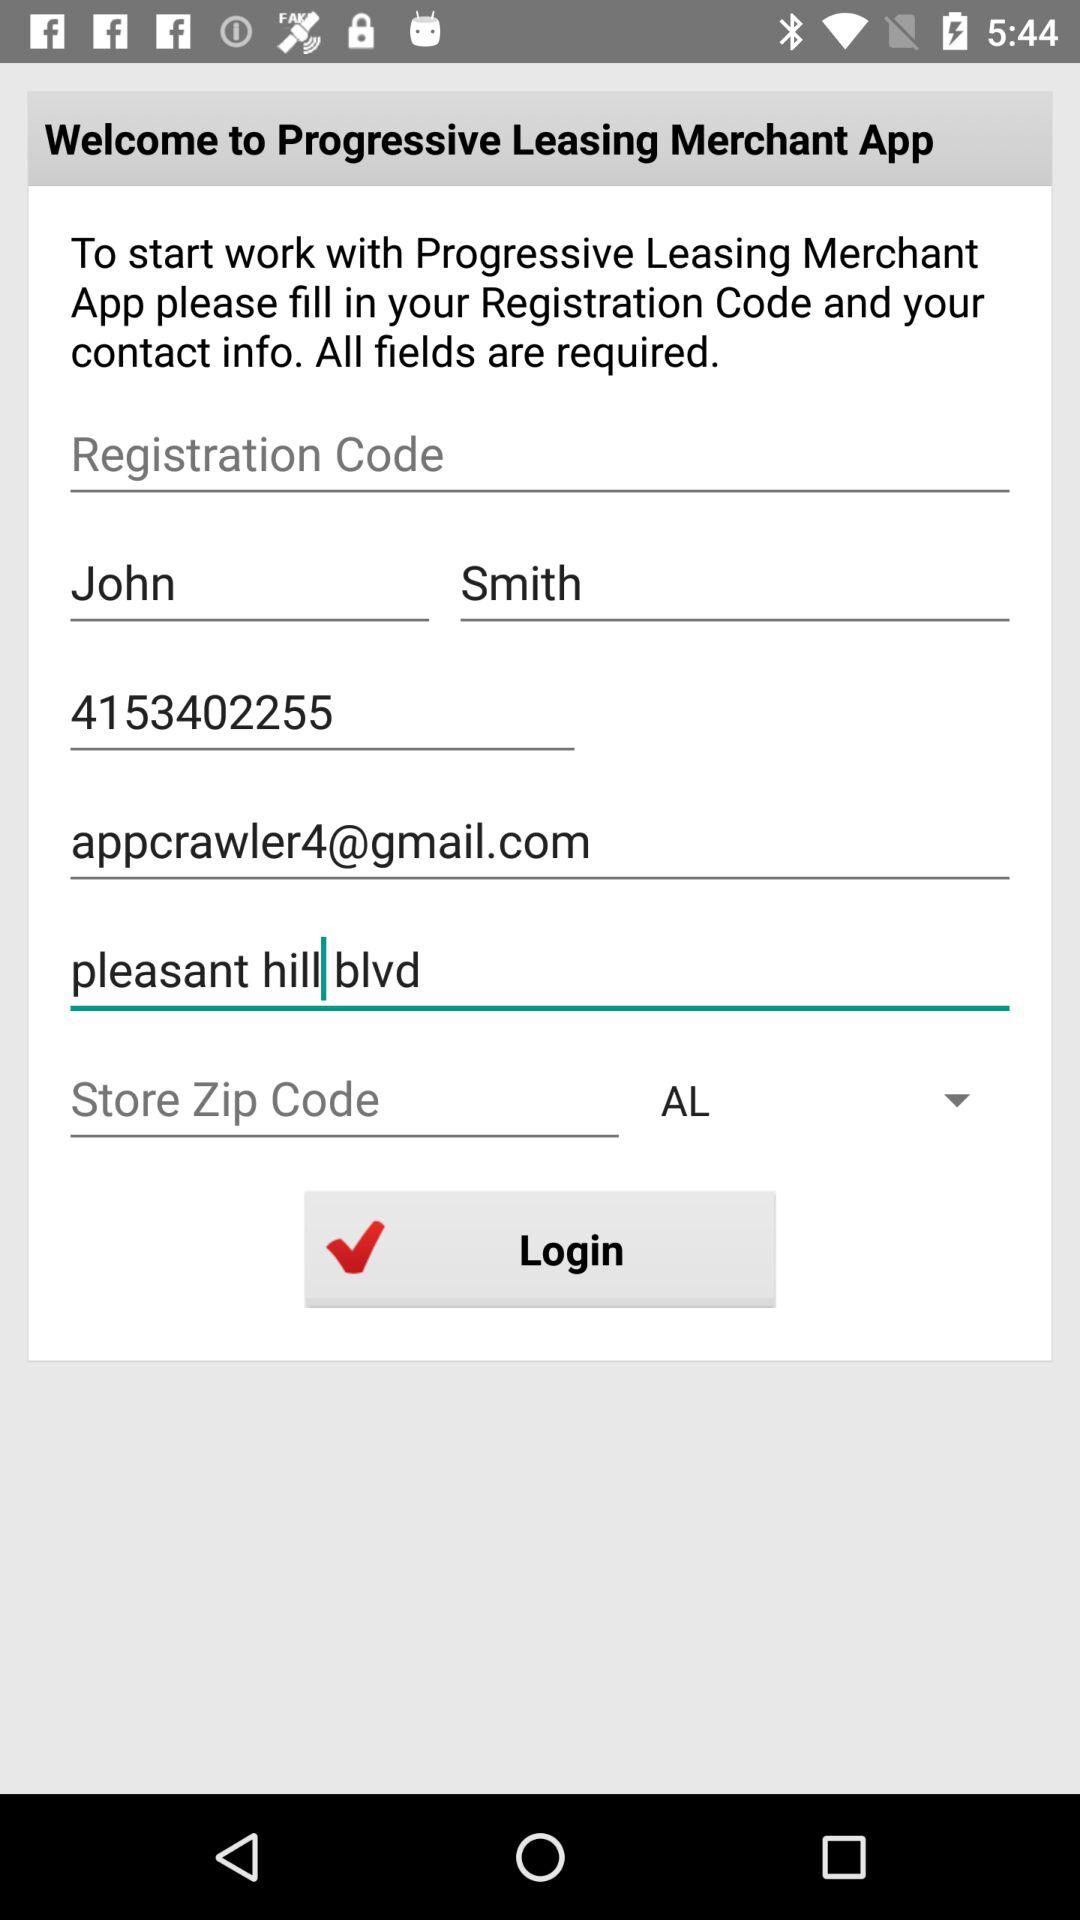 FAKE
5:44
Welcome to Progressive Leasing Merchant App
To start work with Progressive Leasing Merchant
App please fill in your Registration Code and your
contact info. All fields are required.
Registration Code
John Smith
4153402255
appcrawler4@gmail.com
pleasant hill blvd
Store Zip Code AL
Login